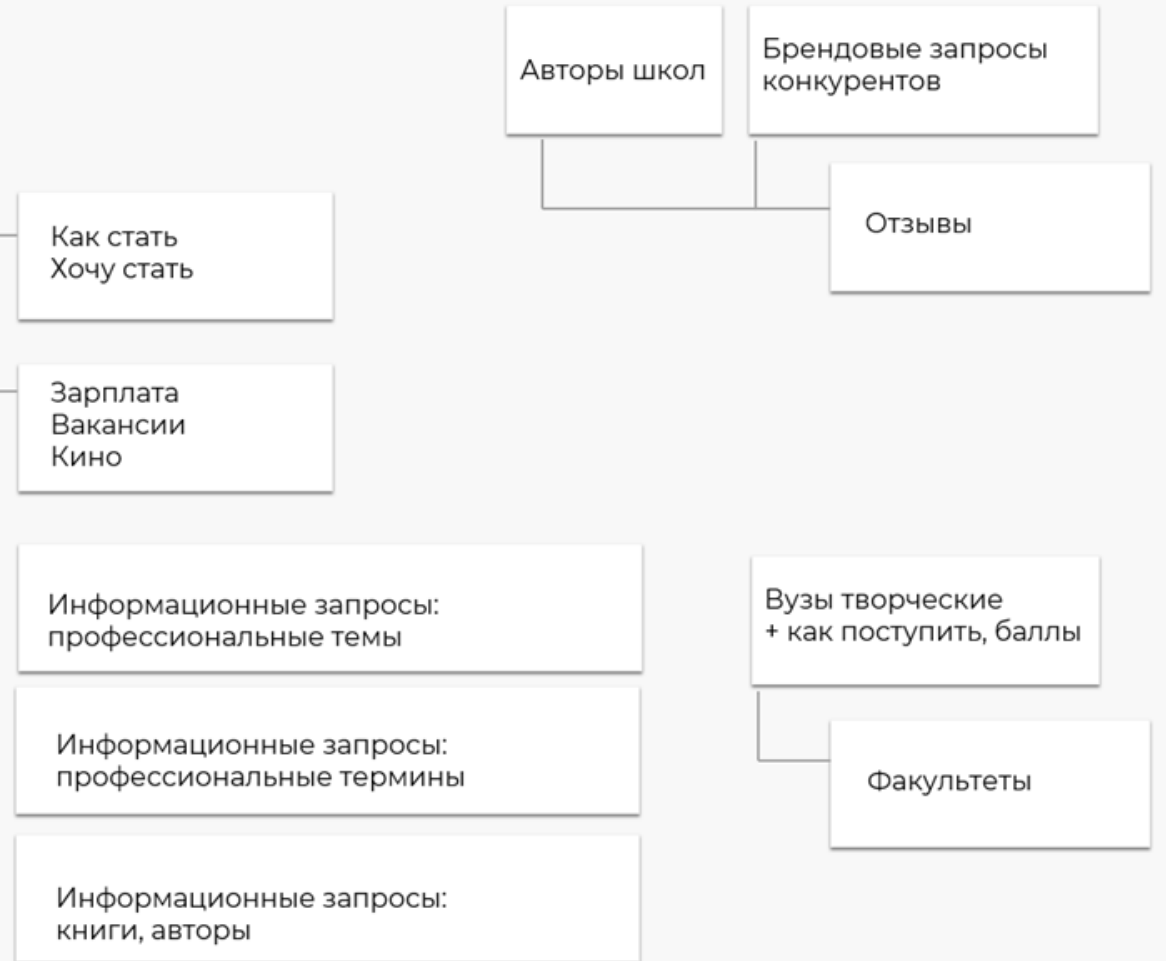 Авторы школ
Брендовые запросы
конкурентов
Отзывы
Как стать
Хочу стать
Зарплата
Вакансии
Кино
Информационные запросы:
профессиональные темы
Вузы творческие
+ как поступить, баллы
Информационные запросы:
профессиональные термины
Факультеты
Информационные запросы:
книги, авторы